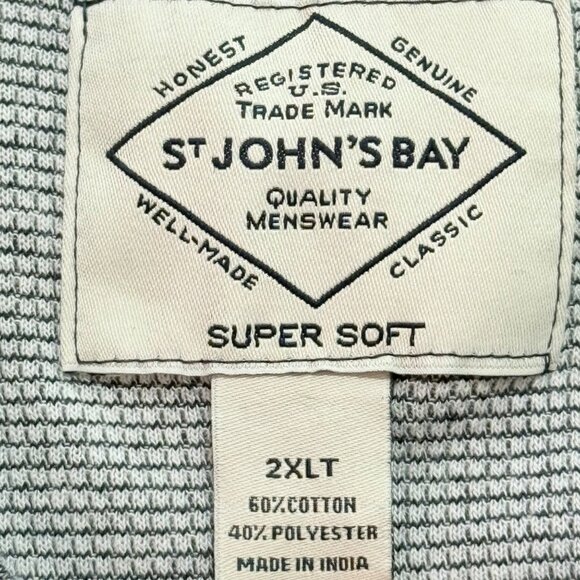 HONEST
GENUINE
REGISTERED
U.S.
TRADE MARK
ST JOHN'S BAY
QUALITY
MENSWEAR
WELL-MADE
CLASSIC
SUPER SOFT
2XLT
60% COTTON
40% POLYESTER
MADE IN INDIA